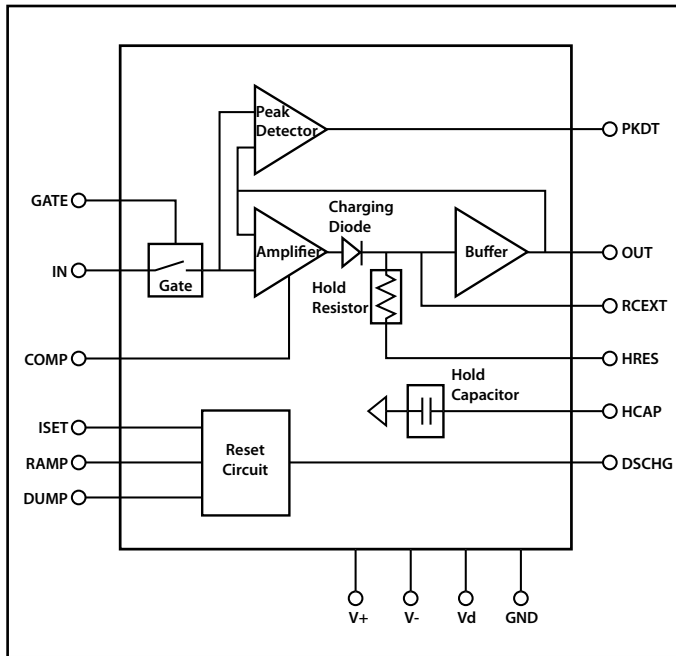 Peak
Detector
PKDT
GATE
Charging
Diode
Amplifier
Buffer
OUT
IN
Gate
Hold
Resistor
RCEXT
COMP
HRES
Hold
Capacitor
HCAP
ISET
Reset
Circuit
RAMP
DSCHG
DUMP
V+
V-
Vd
GND